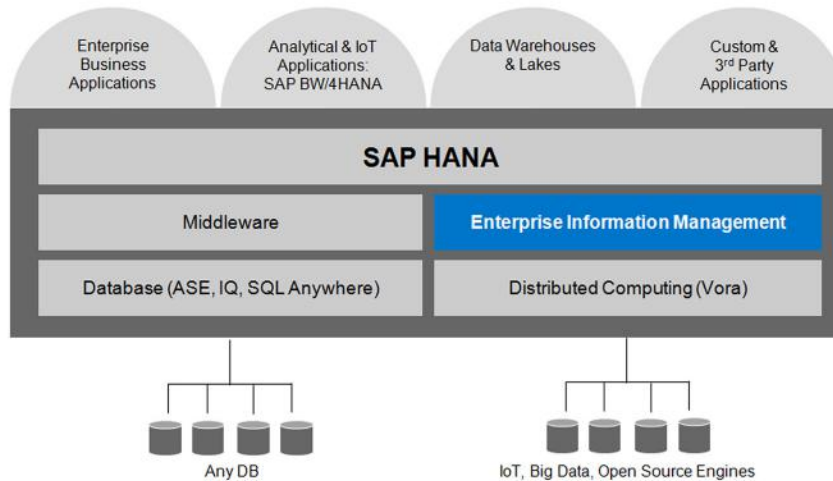 Enterprise
Business
Applications
Analytical & IoT
Applications:
SAP BW/4HANA
Data Warehouses
& Lakes
Custom &
3rd Party
Applications
SAP HANA
Middleware
Enterprise Information Management
Database (ASE, IQ, SQL Anywhere)
Distributed Computing (Vora)
Any DB
IoT, Big Data, Open Source Engines